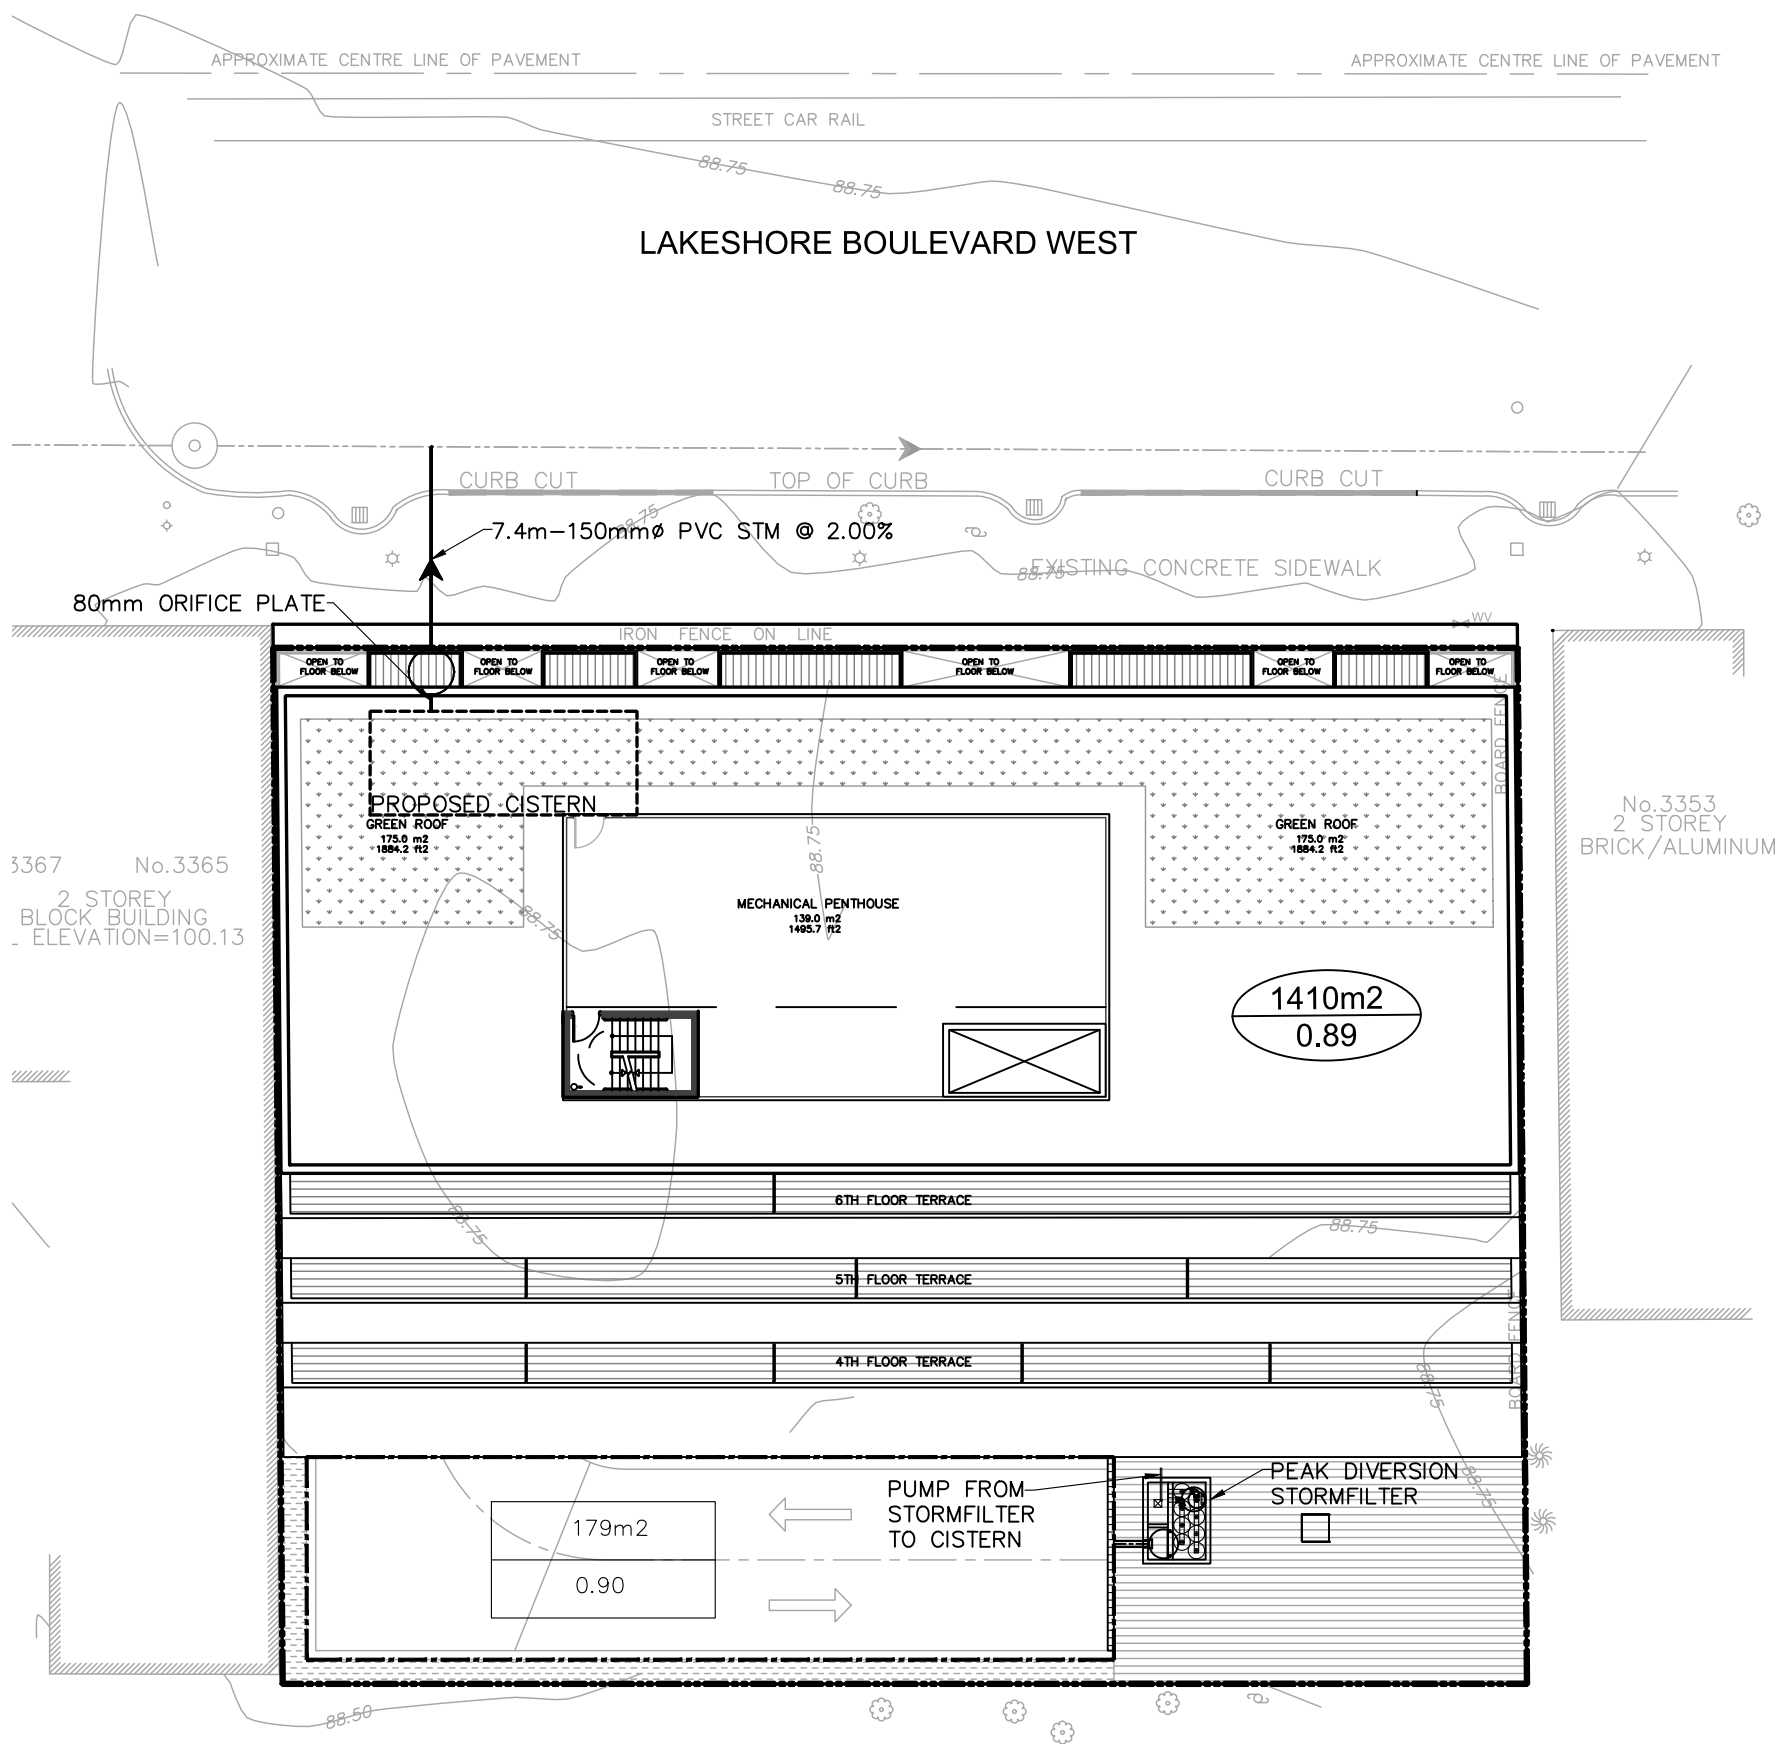 APPROXIMATE CENTRE LINE OF PAVEMENT
APPROXIMATE CENTRE LINE OF PAVEMENT
STREET CAR RAIL
88.75
88.75
LAKESHORE BOULEVARD WEST
CURB CUT
TOP OF CURB
CURB CUT
88.75
7.4m-150mmø PVC STM @ 2.00%
88.75
EXISTING CONCRETE SIDEWALK
80mm ORIFICE PLATE
WV
IRON FENCE ON LINE
OPEN TO
FLOOR BELOW
OPEN TO
FLOOR BELOW
OPEN TO
FLOOR BELOW
OPEN TO
FLOOR BELOW
OPEN TO
FLOOR BELOW
OPEN TO
FLOOR BELOW
BOARD FENCE
PROPOSED CISTERN
GREEN ROOF
175.0 m2
1884.2 ft2
GREEN ROOF
175.0 m2
1884.2 ft2
88.75
No.3353
2 STOREY
BRICK/ALUMINUM
3367
No.3365
2 STOREY
BLOCK BUILDING
ELEVATION=100.13
88.75
MECHANICAL PENTHOUSE
139.0 m2
1495.7 ft2
1410m2
0.89
6TH FLOOR TERRACE
88.75
88.75
5TH FLOOR TERRACE
BOARD FENCE
4TH FLOOR TERRACE
88.75
PUMP FROM
STORMFILTER
TO CISTERN
PEAK DIVERSION
STORMFILTER
88.75
179m2
0.90
88.50